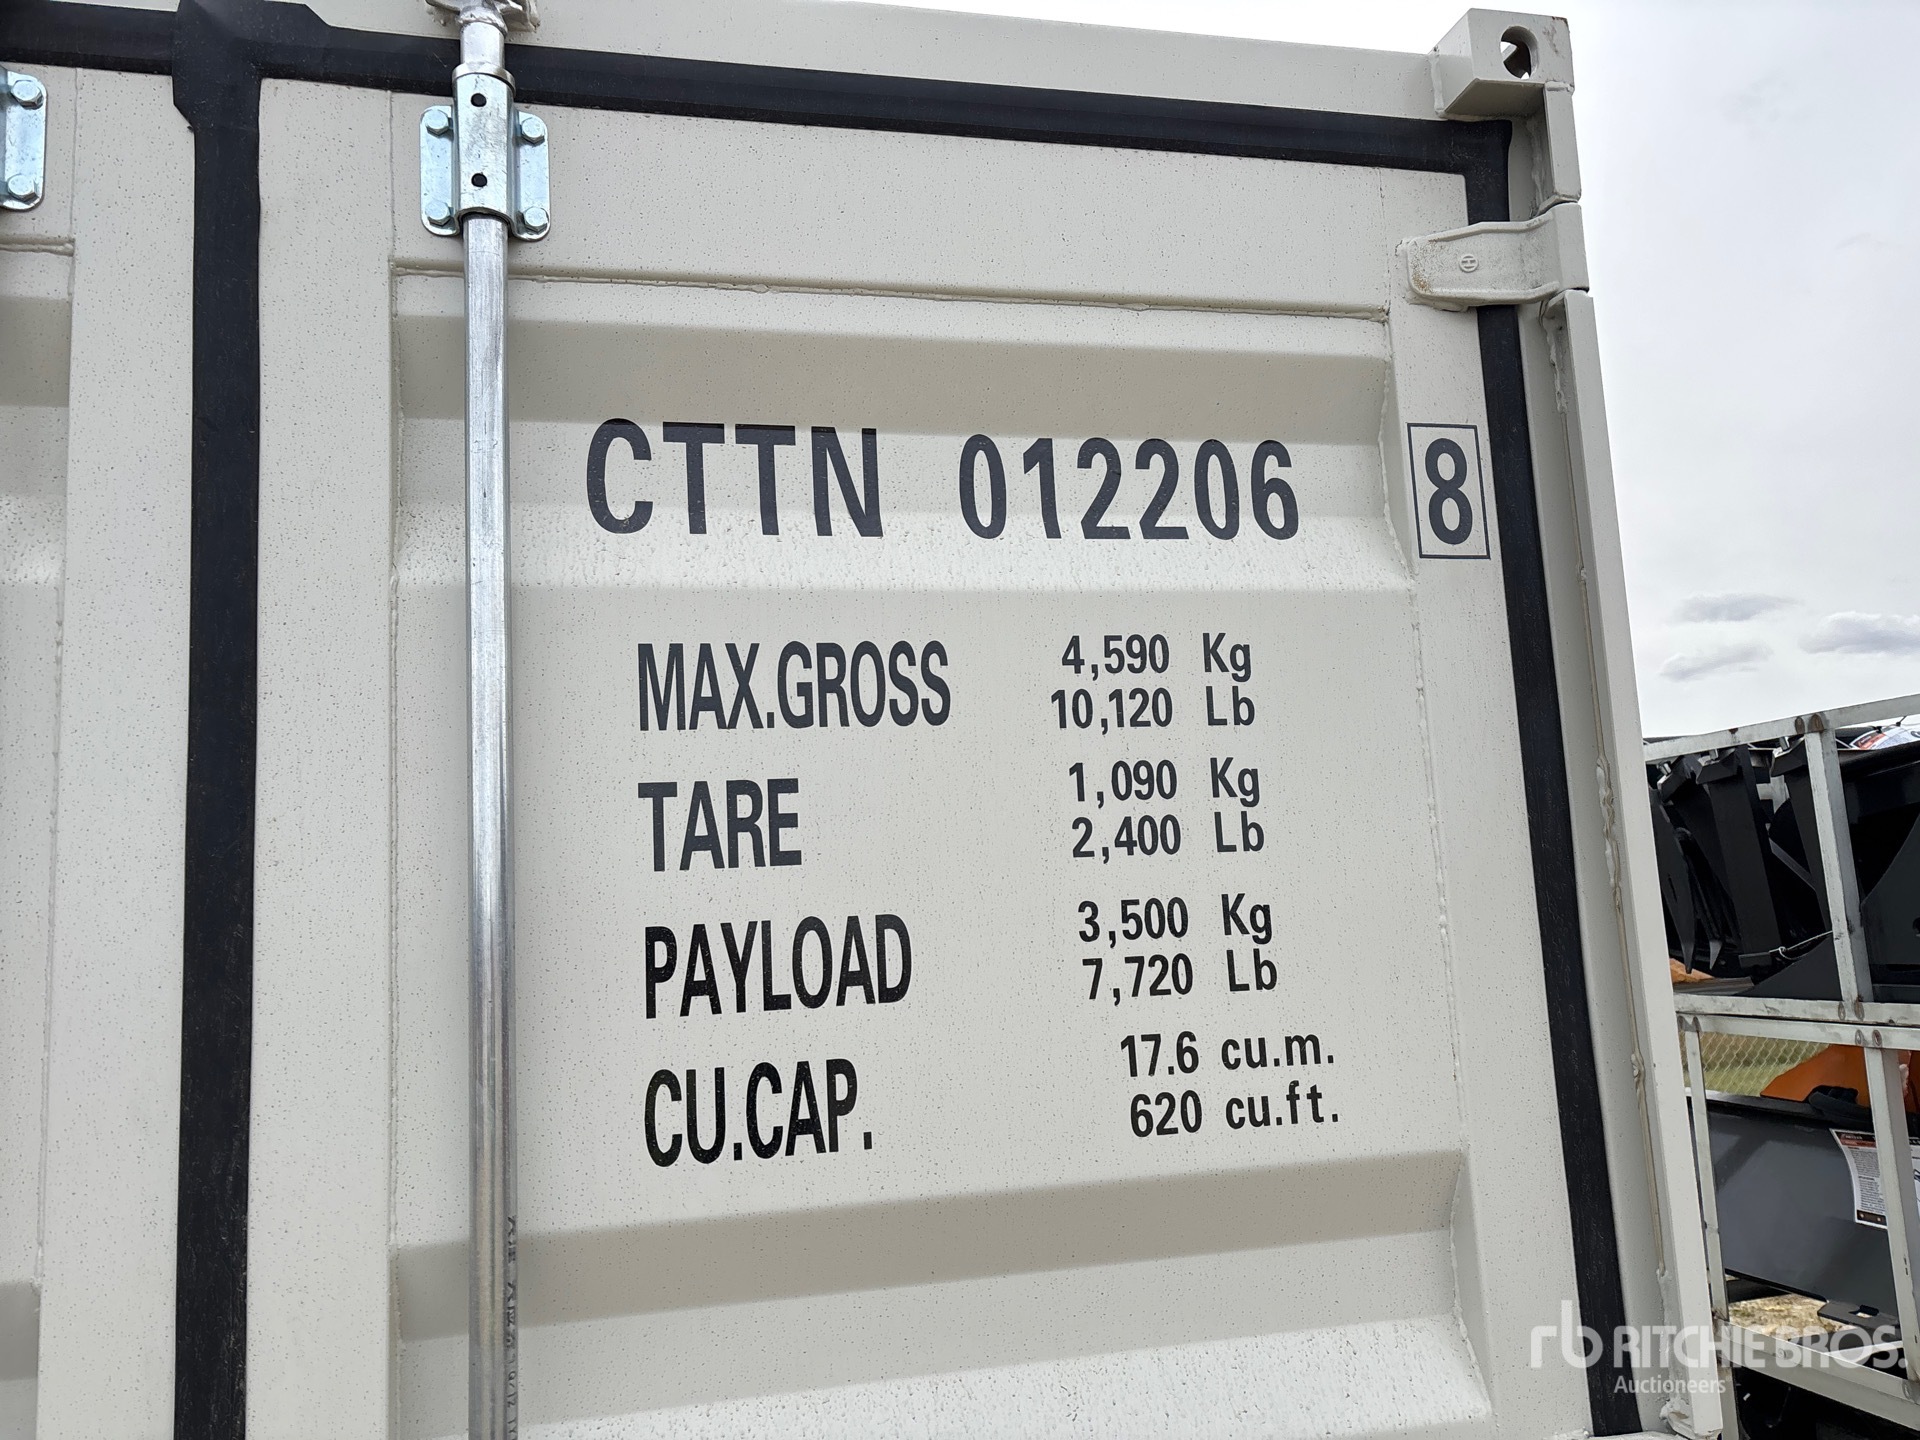 CTTN 012206 8
MAX.GROSS 4,590 Kg
10,120 Lb
TARE 1,090 Kg
2,400 Lb
PAYLOAD 3,500 Kg
7,720 Lb
CU.CAP. 17.6 cu.m.
620 cu.ft.
rb RITCHIE BROS.
Auctioneers